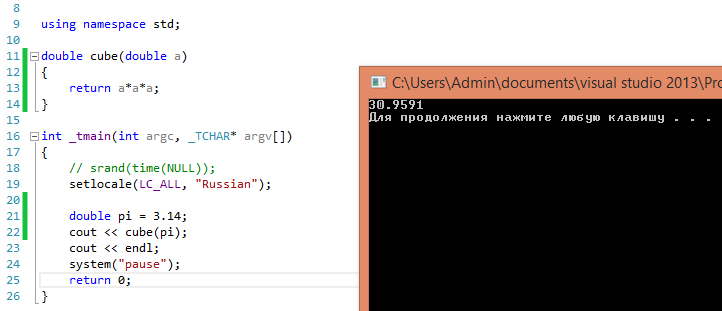 8
9 using namespace std;
10
11 double cube(double a)
12 {
13 return a*a*a;
14 }
15
16 int _tmain(int argc, _TCHAR* argv[])
17 {
18 // srand(time(NULL));
19 setlocale(LC_ALL, "Russian");
20
21 double pi = 3.14;
22 cout << cube(pi);
23 cout << endl;
24 system("pause");
25 return 0;
26 }
C:\Users\Admin\documents\visual studio 2013\Pro
30.9591
Для продолжения нажмите любую клавишу . . .